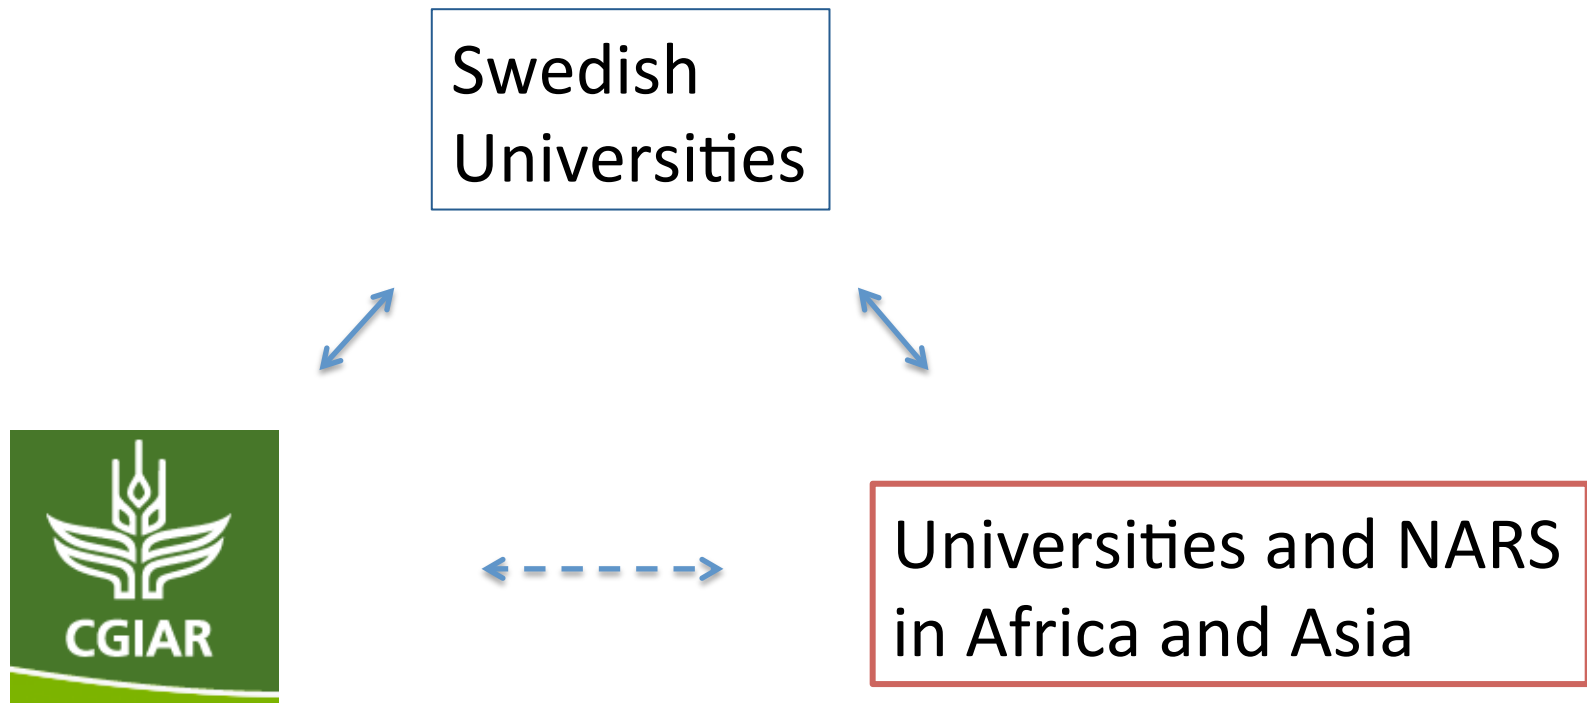 Swedish
Universities
CGIAR
Universities and NARS
in Africa and Asia